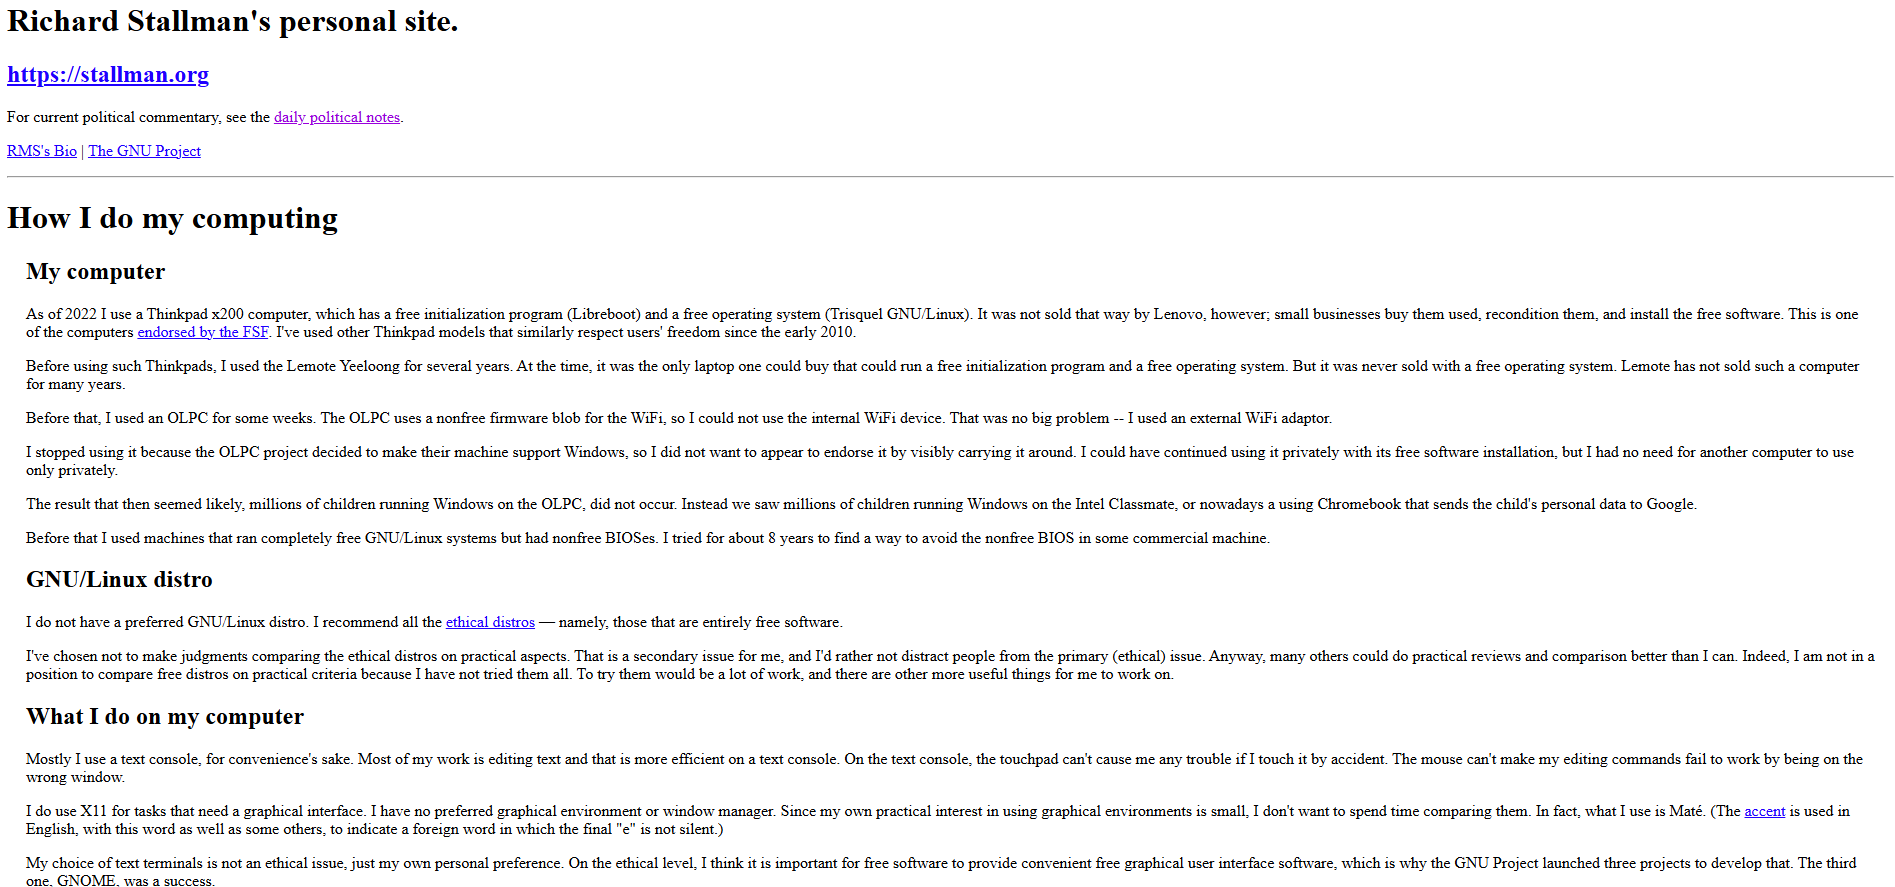 Richard Stallman's personal site.
https://stallman.org
For current political commentary, see the daily political notes.
RMS's Bio | The GNU Project
How I do my computing
My computer
As of 2022 I use a Thinkpad x200 computer, which has a free initialization program (Libreboot) and a free operating system (Trisquel GNU/Linux). It was not sold that way by Lenovo, however; small businesses buy them used, recondition them, and install the free software. This is one
of the computers endorsed by the FSF. I've used other Thinkpad models that similarly respect users' freedom since the early 2010.
Before using such Thinkpads, I used the Lemote Yeeloong for several years. At the time, it was the only laptop one could buy that could run a free initialization program and a free operating system. But it was never sold with a free operating system. Lemote has not sold such a computer
for many years.
Before that, I used an OLPC for some weeks. The OLPC uses a nonfree firmware blob for the WiFi, so I could not use the internal WiFi device. That was no big problem -- I used an external WiFi adaptor.
I stopped using it because the OLPC project decided to make their machine support Windows, so I did not want to appear to endorse it by visibly carrying it around. I could have continued using it privately with its free software installation, but I had no need for another computer to use
only privately.
The result that then seemed likely, millions of children running Windows on the OLPC, did not occur. Instead we saw millions of children running Windows on the Intel Classmate, or nowadays a using Chromebook that sends the child's personal data to Google.
Before that I used machines that ran completely free GNU/Linux systems but had nonfree BIOSes. I tried for about 8 years to find a way to avoid the nonfree BIOS in some commercial machine.
GNU/Linux distro
I do not have a preferred GNU/Linux distro. I recommend all the ethical distros — namely, those that are entirely free software.
I've chosen not to make judgments comparing the ethical distros on practical aspects. That is a secondary issue for me, and I'd rather not distract people from the primary (ethical) issue. Anyway, many others could do practical reviews and comparison better than I can. Indeed, I am not in a
position to compare free distros on practical criteria because I have not tried them all. To try them would be a lot of work, and there are other more useful things for me to work on.
What I do on my computer
Mostly I use a text console, for convenience's sake. Most of my work is editing text and that is more efficient on a text console. On the text console, the touchpad can't cause me any trouble if I touch it by accident. The mouse can't make my editing commands fail to work by being on the
wrong window.
I do use X11 for tasks that need a graphical interface. I have no preferred graphical environment or window manager. Since my own practical interest in using graphical environments is small, I don't want to spend time comparing them. In fact, what I use is Maté. (The accent is used in
English, with this word as well as some others, to indicate a foreign word in which the final "e" is not silent.)
My choice of text terminals is not an ethical issue, just my own personal preference. On the ethical level, I think it is important for free software to provide convenient free graphical user interface software, which is why the GNU Project launched three projects to develop that. The third
one, GNOME, was a success.